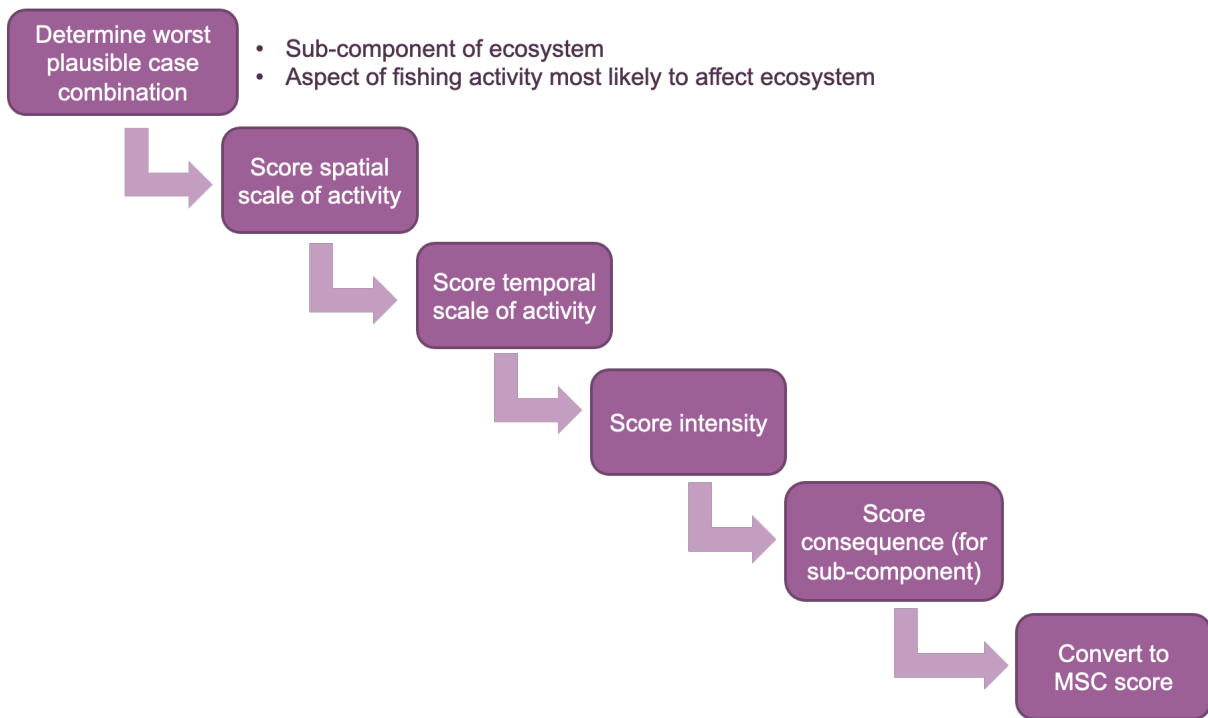 Determine worst
plausible case
combination
• Sub-component of ecosystem
• Aspect of fishing activity most likely to affect ecosystem
Score spatial
scale of activity
Score temporal
scale of activity
Score intensity
Score
consequence (for
sub-component)
Convert to
MSC score